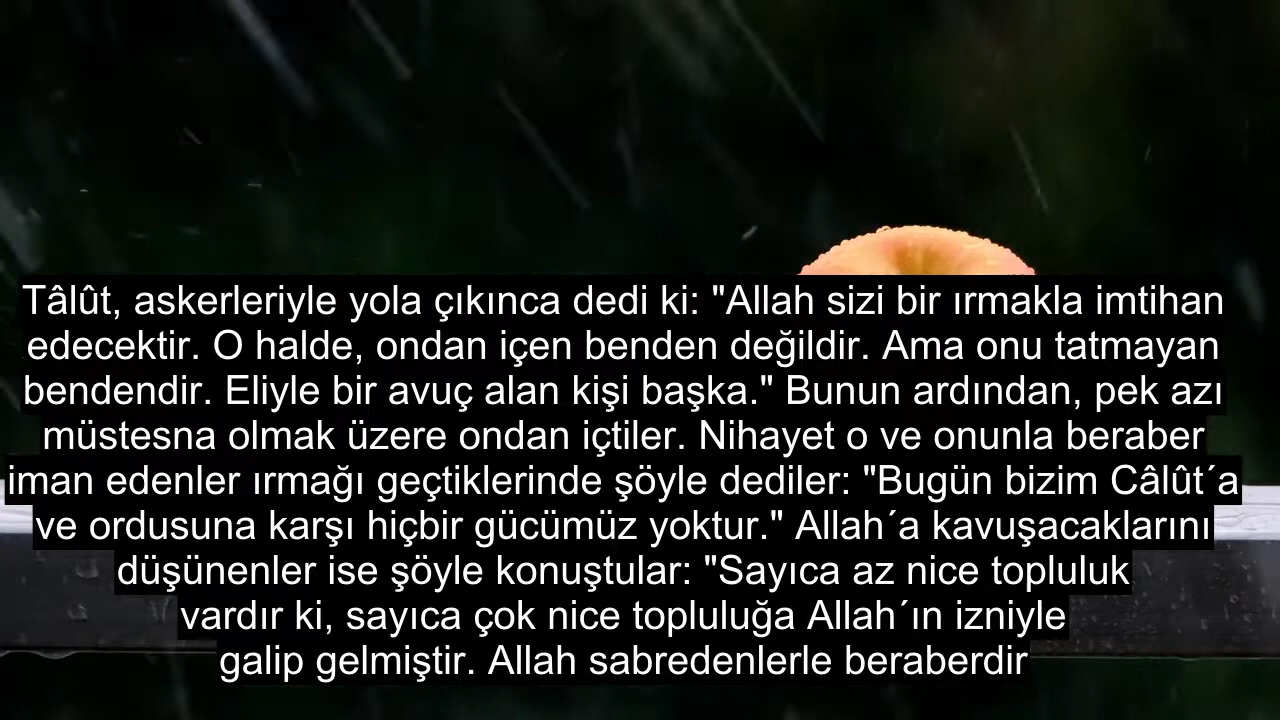 Tâlût, askerleriyle yola çıkınca dedi ki: "Allah sizi bir ırmakla imtihan
edecektir. O halde, ondan içen benden değildir. Ama onu tatmayan
bendendir. Eliyle bir avuç alan kişi başka." Bunun ardından, pek azı
müstesna olmak üzere ondan içtiler. Nihayet o ve onunla beraber
iman edenler ırmağı geçtiklerinde şöyle dediler: "Bugün bizim Câlût´a
ve ordusuna karşı hiçbir gücümüz yoktur." Allah´a kavuşacaklarını
düşünenler ise şöyle konuştular: "Sayıca az nice topluluk
vardır ki, sayıca çok nice topluluğa Allah´ın izniyle
galip gelmiştir. Allah sabredenlerle beraberdir